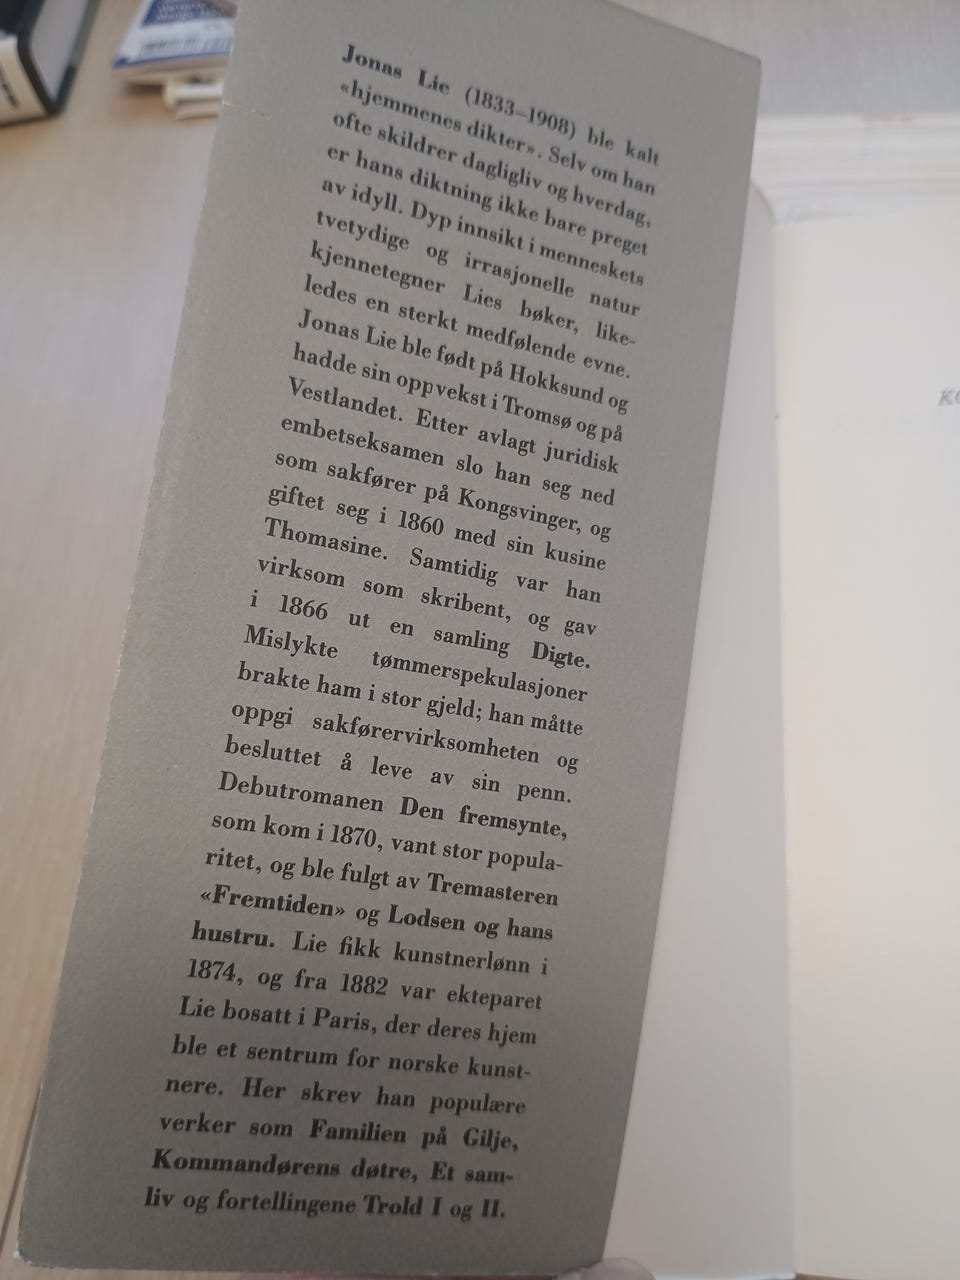 Jonas Lie (1833–1908) ble kalt
«hjemmenes dikter». Selv om han
ofte skildrer dagligliv og hverdag,
er hans diktning ikke bare preget
av idyll. Dyp innsikt i menneskets
tvetydige og irrasjonelle natur
kjennetegner Lies bøker, like-
ledes en sterkt medfølende evne.
Jonas Lie ble født på Hokksund og
hadde sin oppvekst i Tromsø og på
Vestlandet. Etter avlagt juridisk
embetseksamen slo han seg ned
som sakfører på Kongsvinger, og
giftet seg i 1860 med sin kusine
Thomasine. Samtidig var han
virksom som skribent, og gav
i 1866 ut en samling Digte.
Mislykte tømmerspekulasjoner
brakte ham i stor gjeld; han måtte
oppgi sakførervirksomheten og
besluttet å leve av sin penn.
Debutromanen Den fremsynte,
som kom i 1870, vant stor popula-
ritet, og ble fulgt av Tremasteren
«Fremtiden» og Lodsen og hans
hustru. Lie fikk kunstnerlønn i
1874, og fra 1882 var ekteparet
Lie bosatt i Paris, der deres hjem
ble et sentrum for norske kunst-
nere. Her skrev han populære
verker som Familien på Gilje,
Kommandørens døtre, Et sam-
liv og fortellingene Trold I og II.